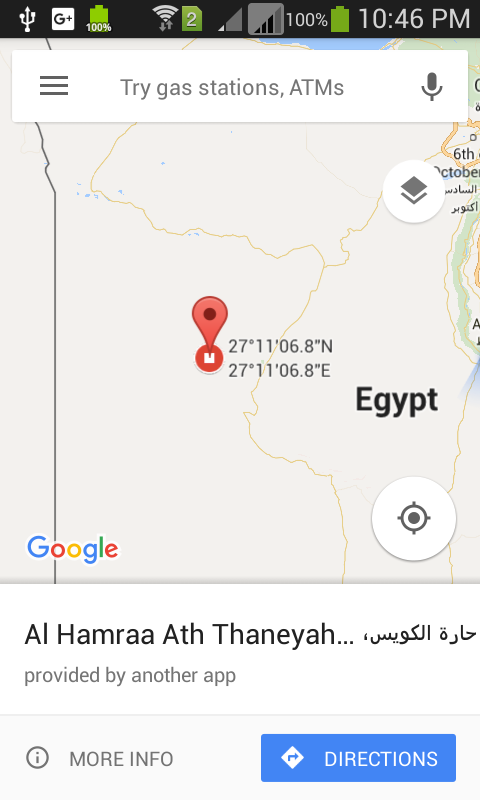 G+
100%
2
100%
10:46 PM
Try gas stations, ATMs
6th
October
السادس
اكتوبر
27°11'06.8"N
27°11'06.8"E
Egypt
Google
Al Hamraa Ath Thaneyah... حارة الكويس،
provided by another app
MORE INFO
DIRECTIONS